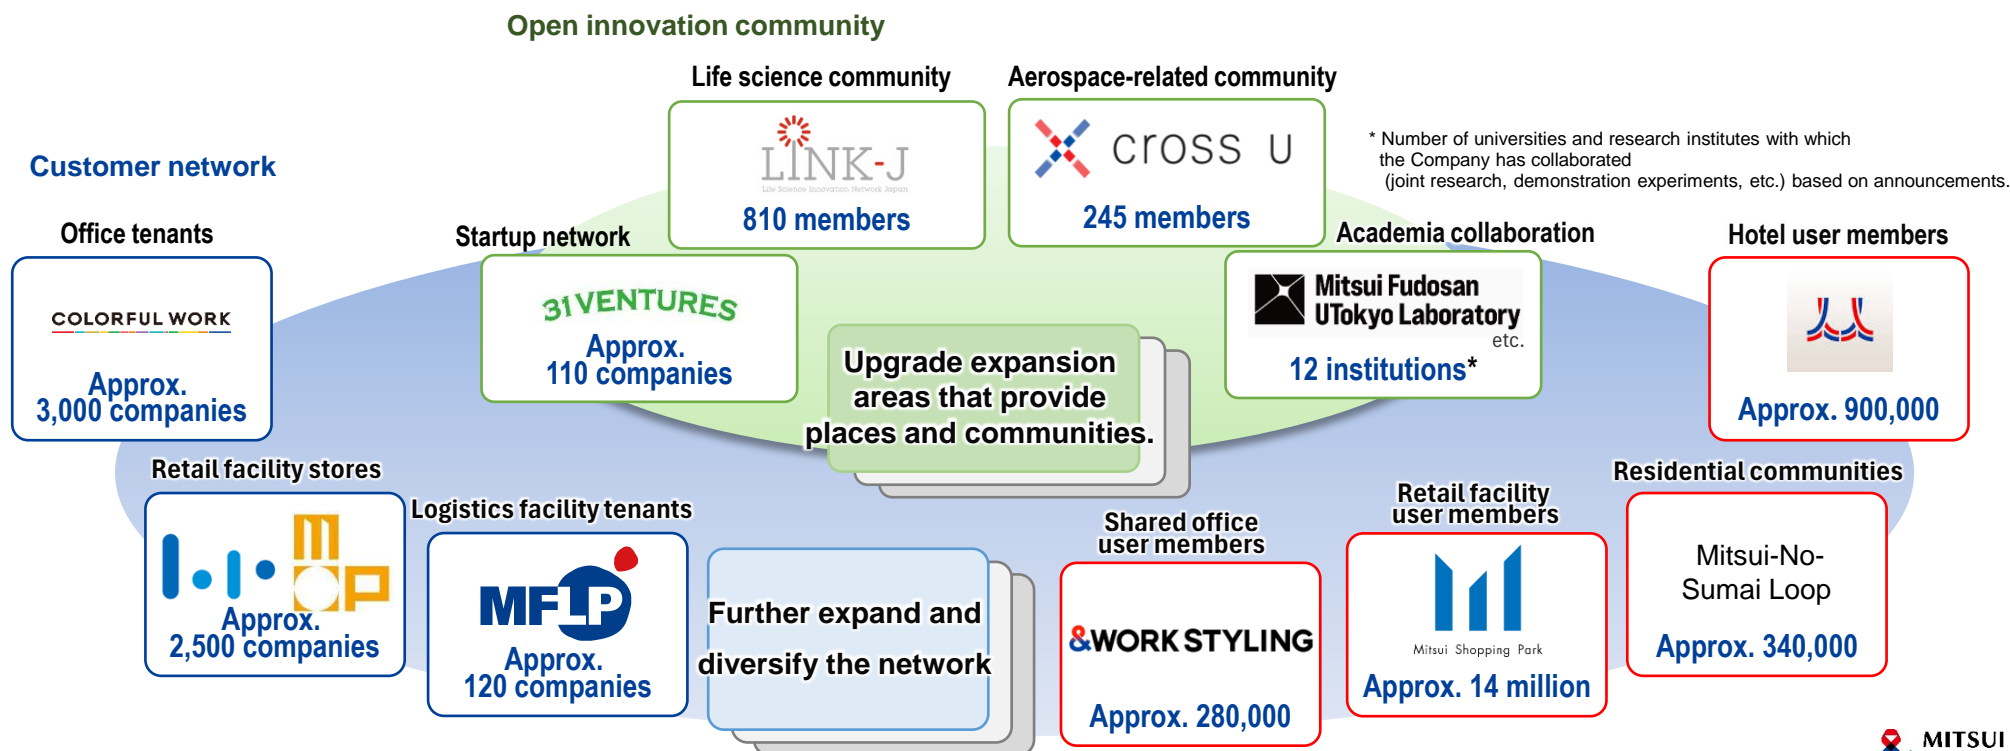 Open innovation community
Life science community
LINK-J
Life Science Innovation Network Japan
810 members
Aerospace-related community
cross U
245 members
* Number of universities and research institutes with which
the Company has collaborated
(joint research, demonstration experiments, etc.) based on announcements.
Customer network
Office tenants
COLORFUL WORK
Approx.
3,000 companies
Startup network
31VENTURES
Approx.
110 companies
Upgrade expansion
areas that provide
places and communities.
Academia collaboration
Mitsui Fudosan
UTokyo Laboratory
etc.
12 institutions*
Hotel user members
Approx. 900,000
Retail facility stores
mop
Approx.
2,500 companies
Logistics facility tenants
MFLP
Approx.
120 companies
Further expand and
diversify the network
Shared office
user members
&WORK STYLING
Approx. 280,000
Retail facility
user members
Mitsui Shopping Park
Approx. 14 million
Residential communities
Mitsui-No-
Sumai Loop
Approx. 340,000
MITSUI